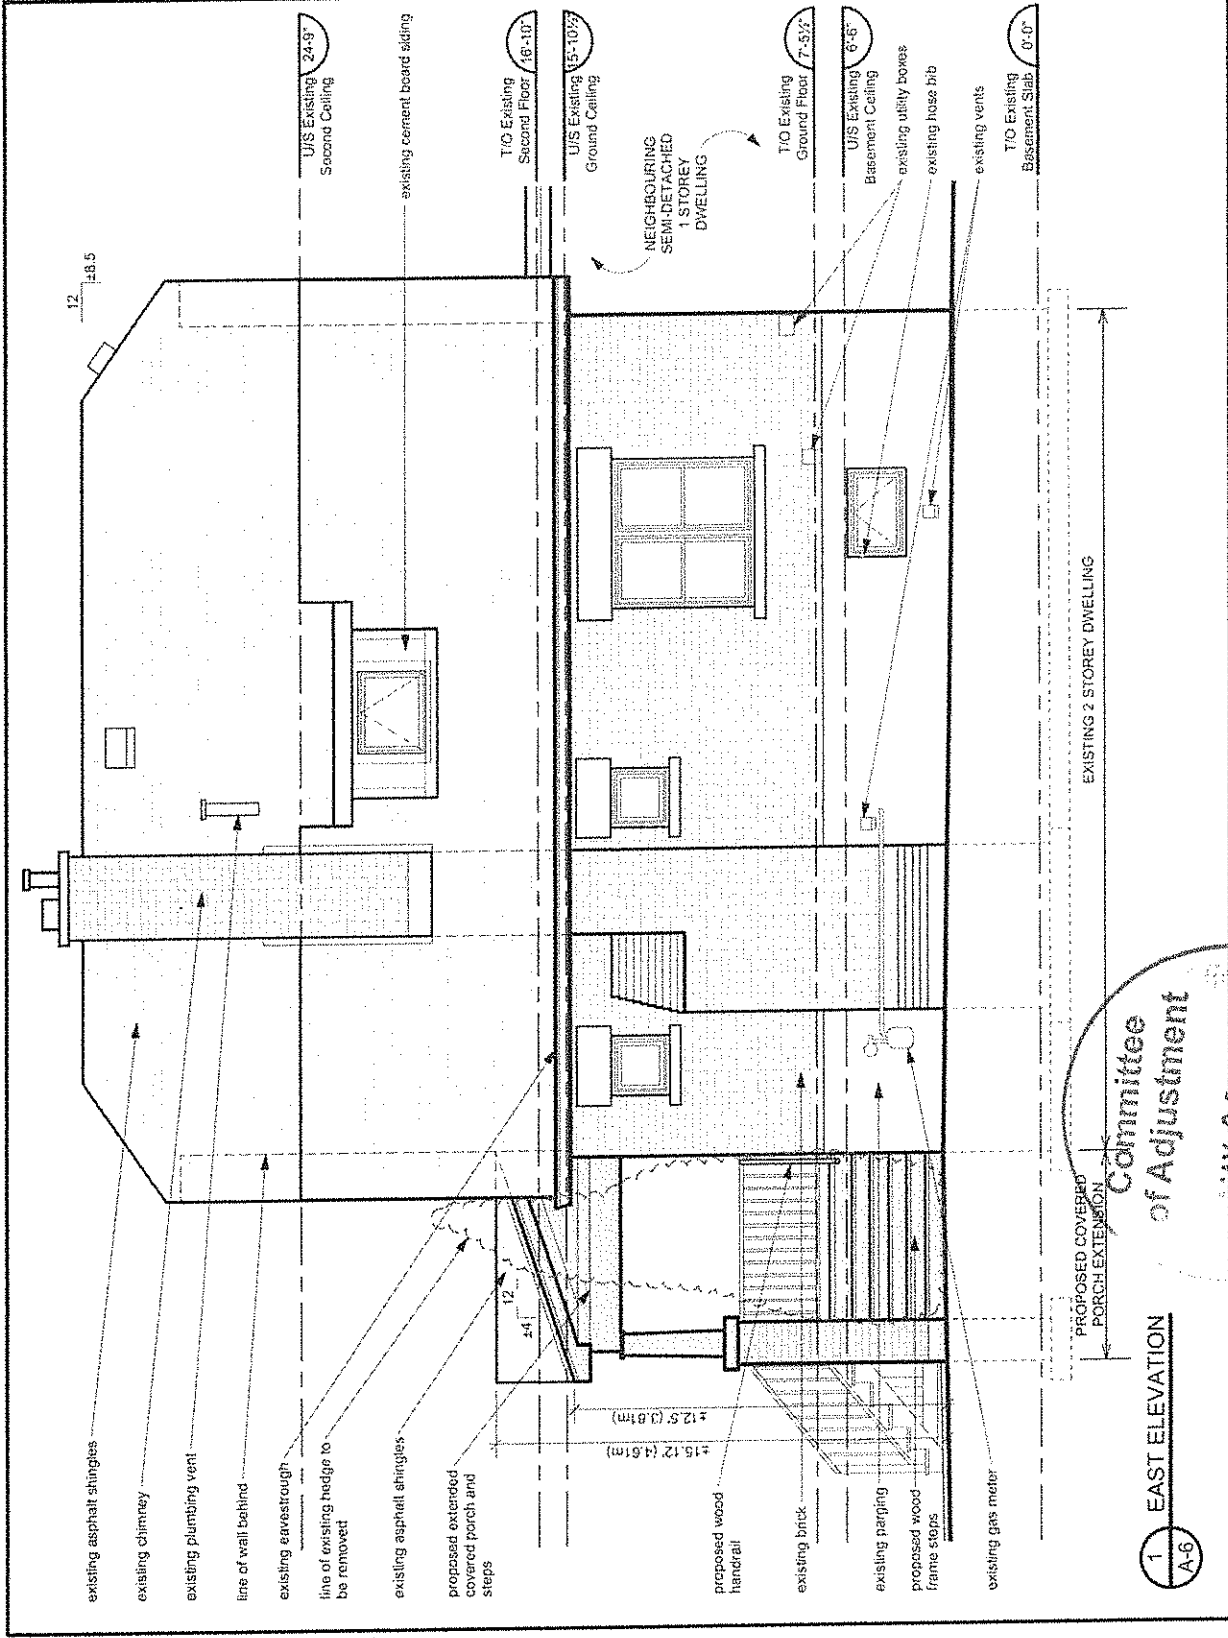 existing asphalt shingles
existing chimney
existing plumbing vent
line of wall behind
existing eavestrough
line of existing hedge to
be removed
existing asphalt shingles
proposed extended
covered porch and
steps
proposed wood
handrail
existing brick
existing parging
proposed wood
frame steps
existing gas meter
12
±8.5
12
±4
±12.5' (3.81m)
±15.12' (4.61m)
24'-9"
U/S Existing
Second Ceiling
existing cement board siding
16'-10"
T/O Existing
Second Floor
15'-10½"
U/S Existing
Ground Ceiling
NEIGHBOURING
SEMI-DETACHED
1 STOREY
DWELLING
7'-5½"
T/O Existing
Ground Floor
6'-6"
U/S Existing
Basement Ceiling
existing utility boxes
existing hose bib
existing vents
0'-0"
T/O Existing
Basement Slab
PROPOSED COVERED
PORCH EXTENSION
EXISTING 2 STOREY DWELLING
1
A-6
EAST ELEVATION
Committee
of Adjustment